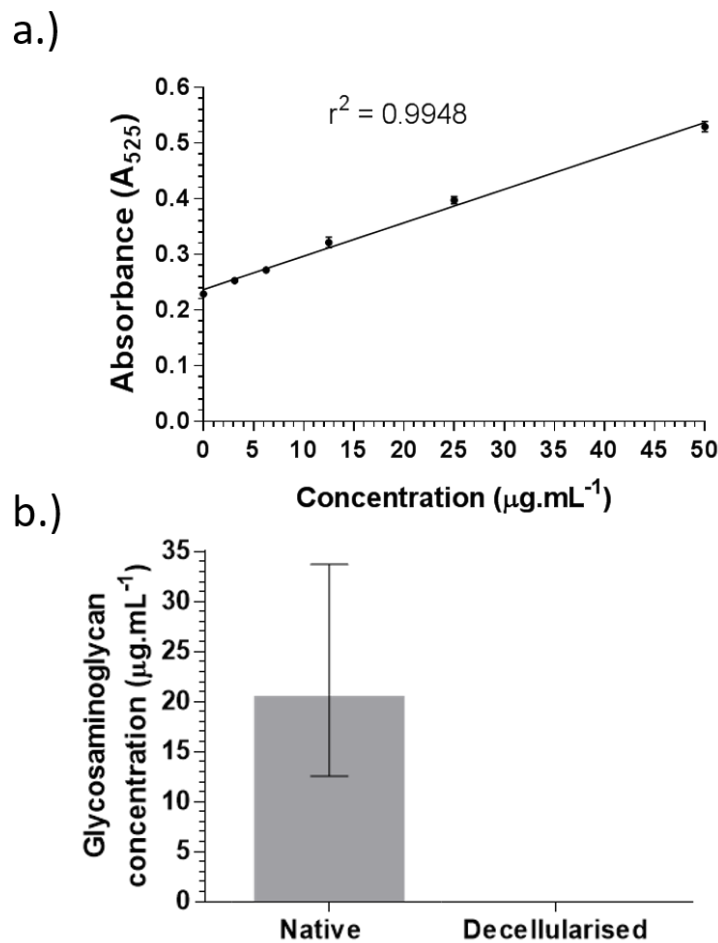 a.)
r² = 0.9948
Absorbance (A₅₂₅)
0.6
0.5
0.4
0.3
0.2
0.1
0.0
0 5 10 15 20 25 30 35 40 45 50
Concentration (μg.mL⁻¹)
b.)
Glycosaminoglycan
concentration (μg.mL⁻¹)
35
30
25
20
15
10
5
0
Native Decellularised